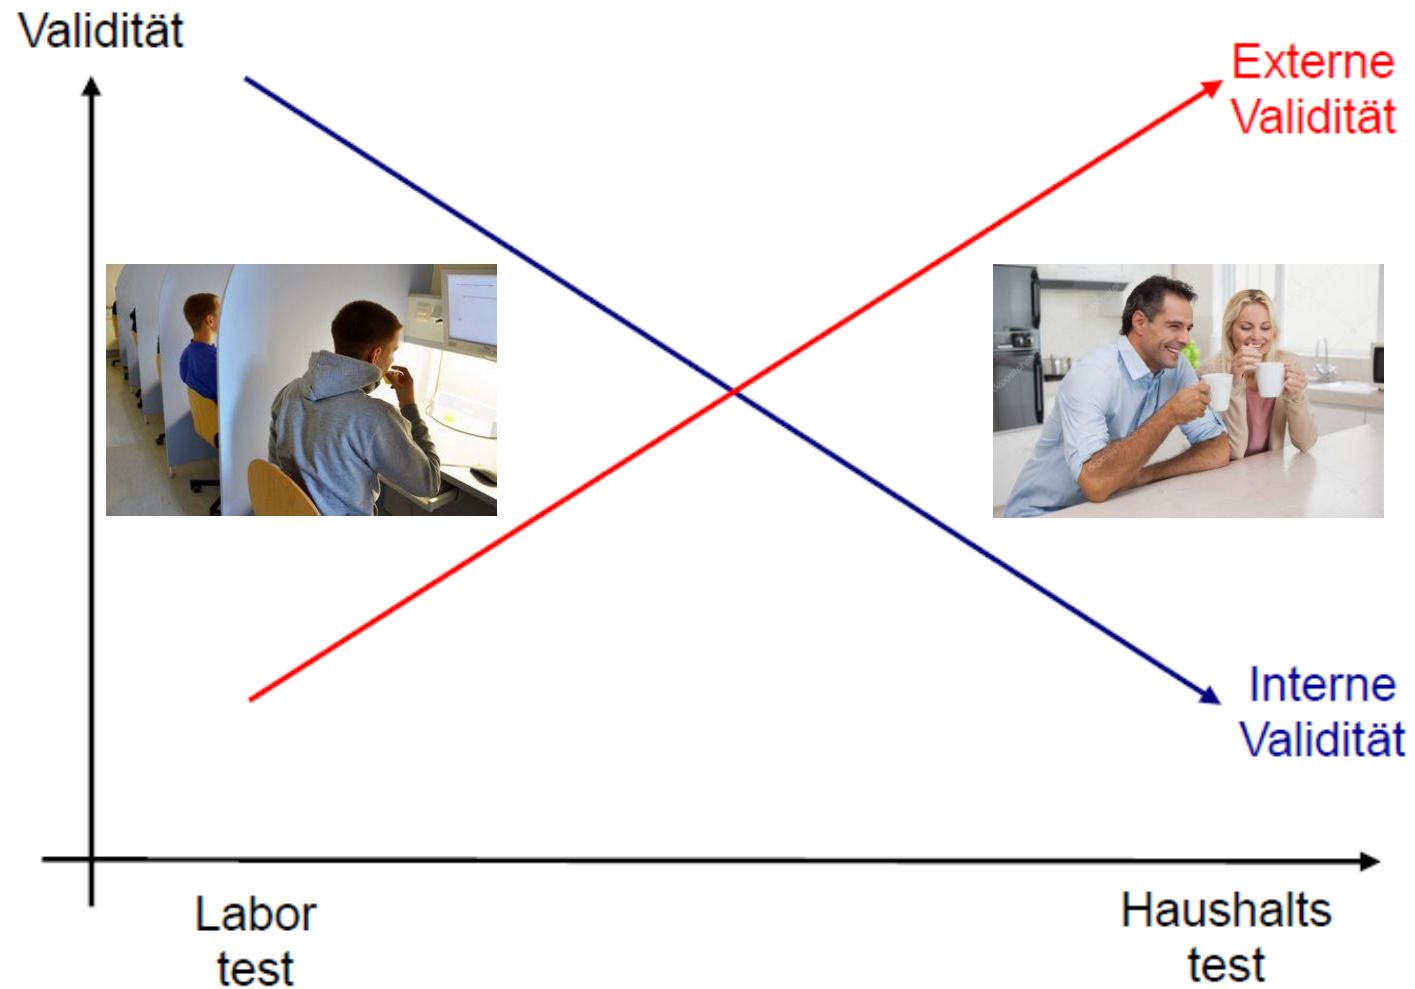 Validität
Externe
Validität
Interne
Validität
Labor
test
Haushalts
test